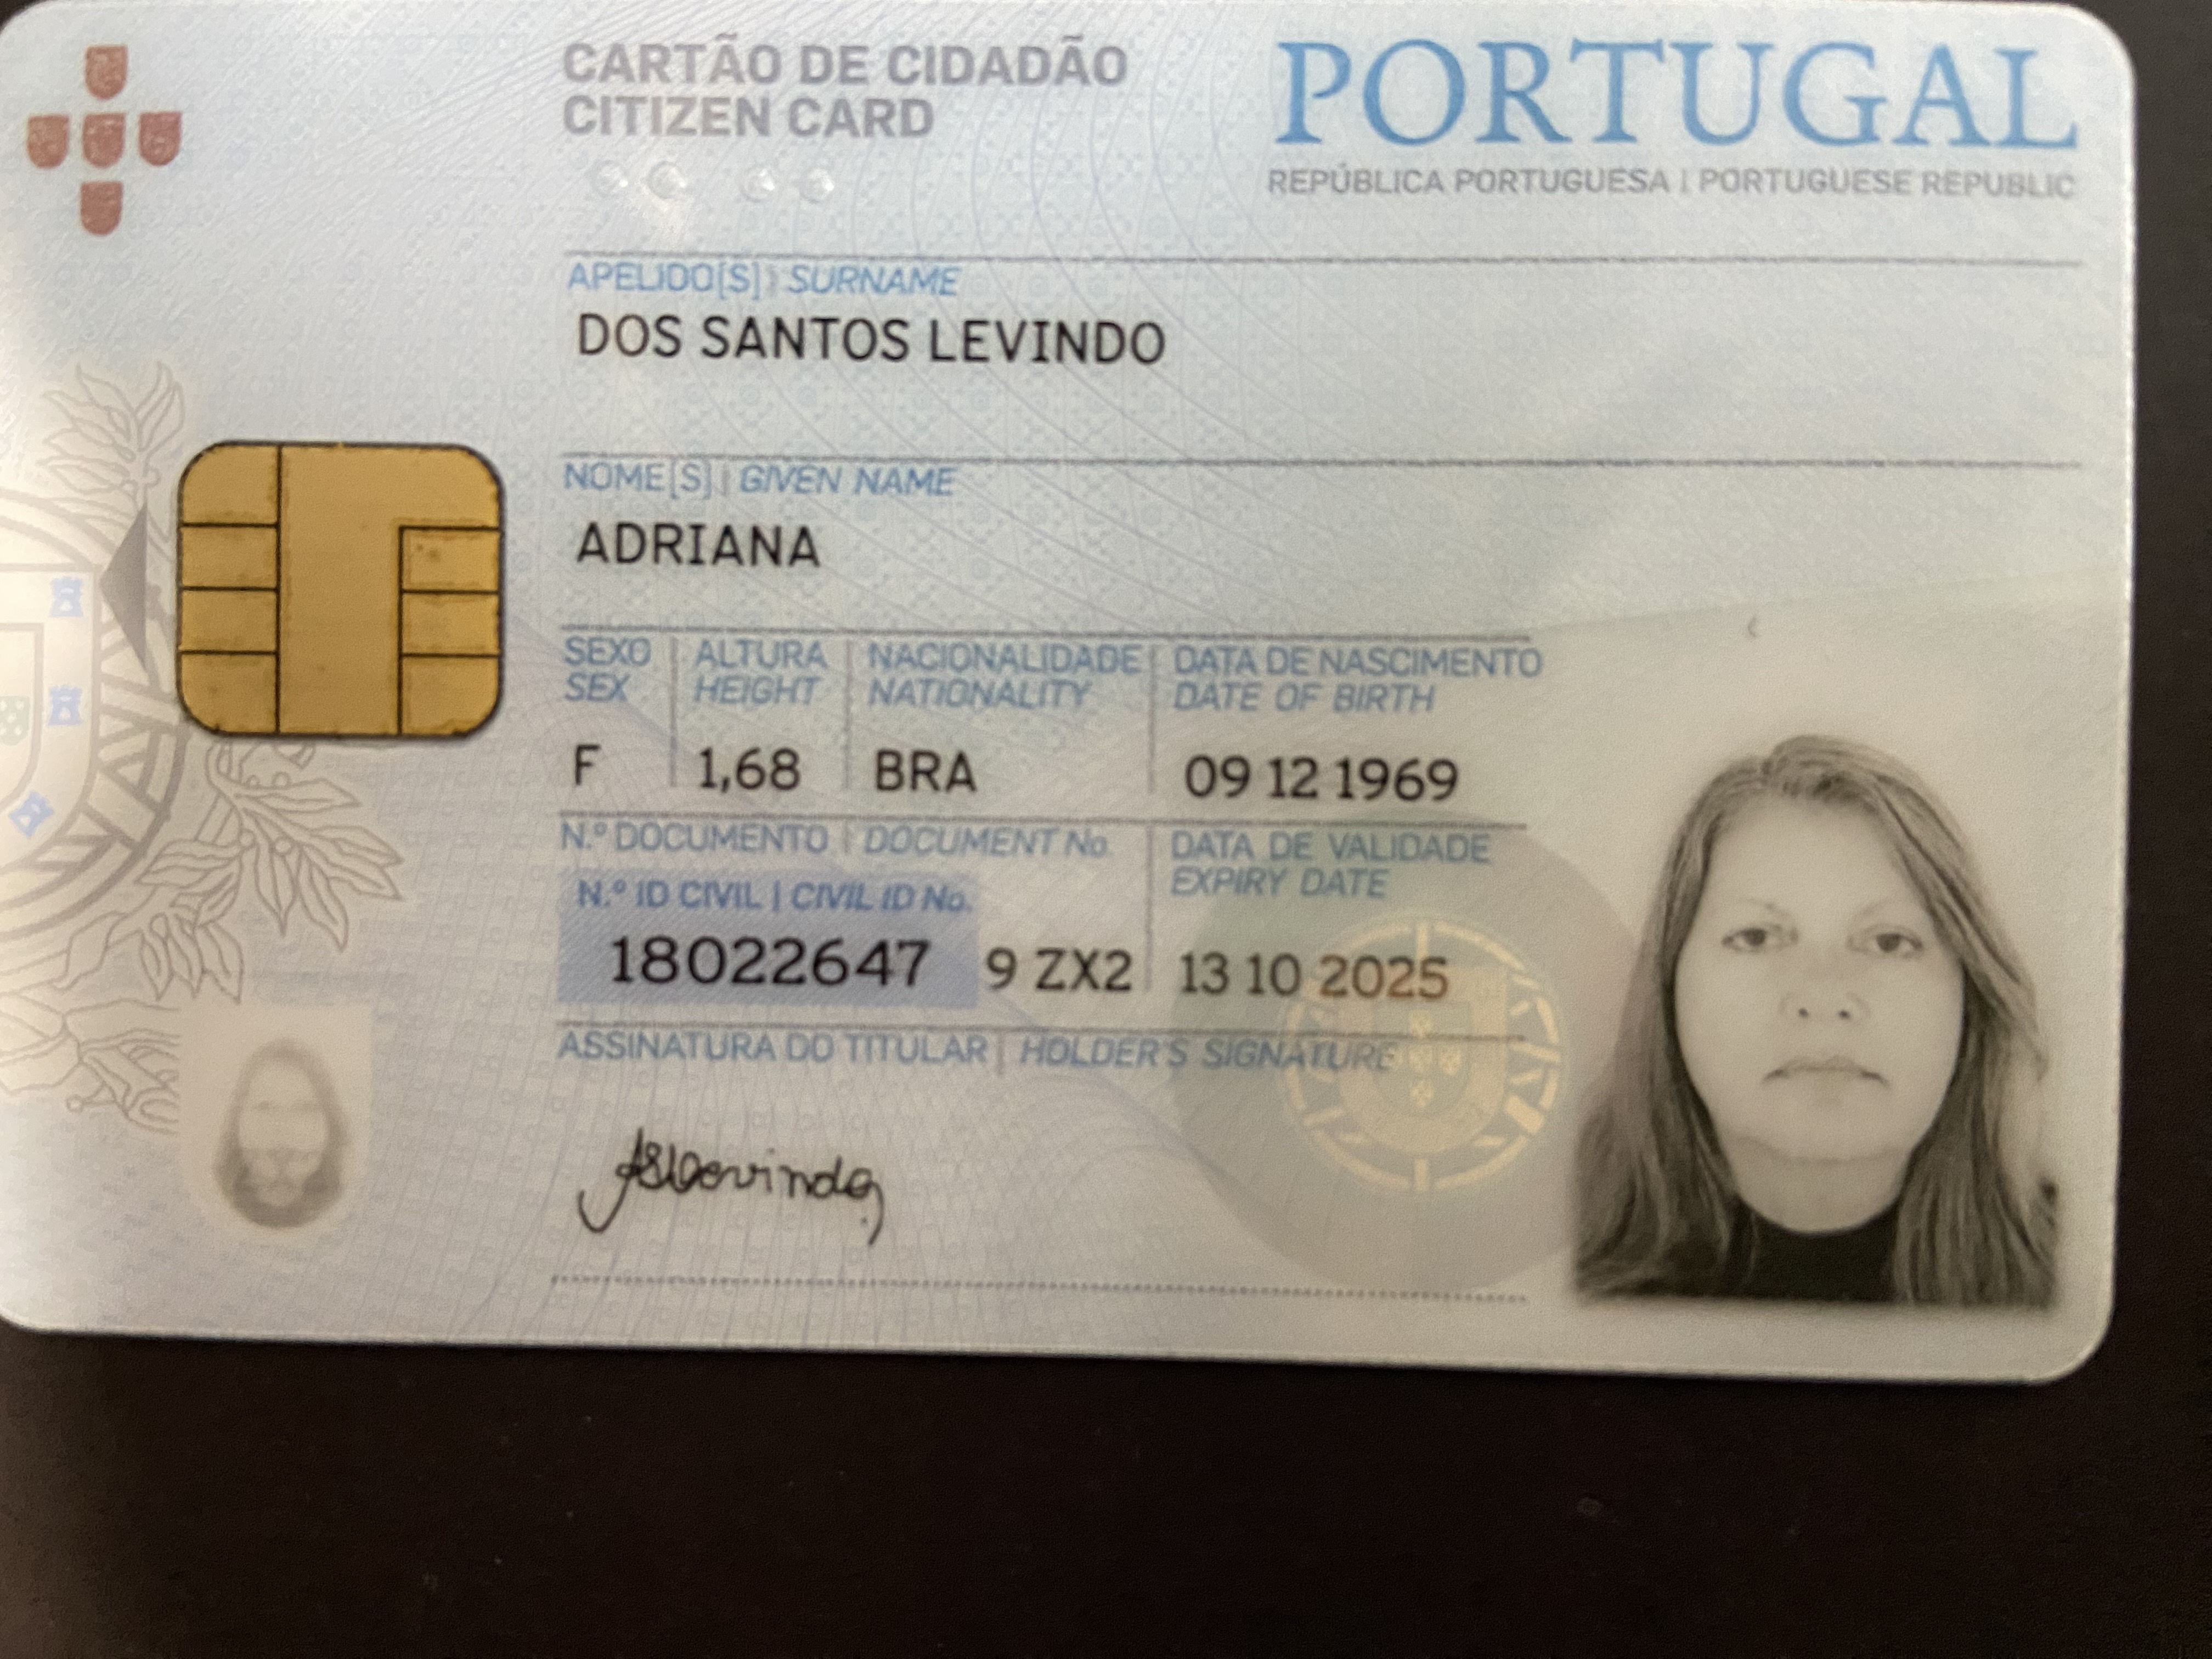 CARTÃO DE CIDADÃO
CITIZEN CARD
PORTUGAL
REPÚBLICA PORTUGUESA | PORTUGUESE REPUBLIC
APELIDO[S] | SURNAME
DOS SANTOS LEVINDO
NOME[S] | GIVEN NAME
ADRIANA
SEXO | ALTURA | NACIONALIDADE | DATA DE NASCIMENTO
SEX HEIGHT NATIONALITY DATE OF BIRTH
F 1,68 BRA 09 12 1969
N.º DOCUMENTO | DOCUMENT No. DATA DE VALIDADE
N.º ID CIVIL | CIVIL ID No. EXPIRY DATE
18022647 9 ZX2 13 10 2025
ASSINATURA DO TITULAR | HOLDER'S SIGNATURE